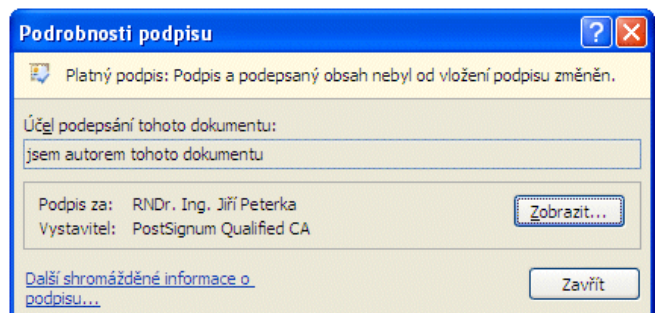 Podrobnosti podpisu
Platný podpis: Podpis a podepsaný obsah nebyl od vložení podpisu změněn.
Účel podepsání tohoto dokumentu:
jsem autorem tohoto dokumentu
Podpis za: RNDr. Ing. Jiří Peterka
Zobrazit...
Vystavitel: PostSignum Qualified CA
Další shromážděné informace o
podpisu...
Zavřít